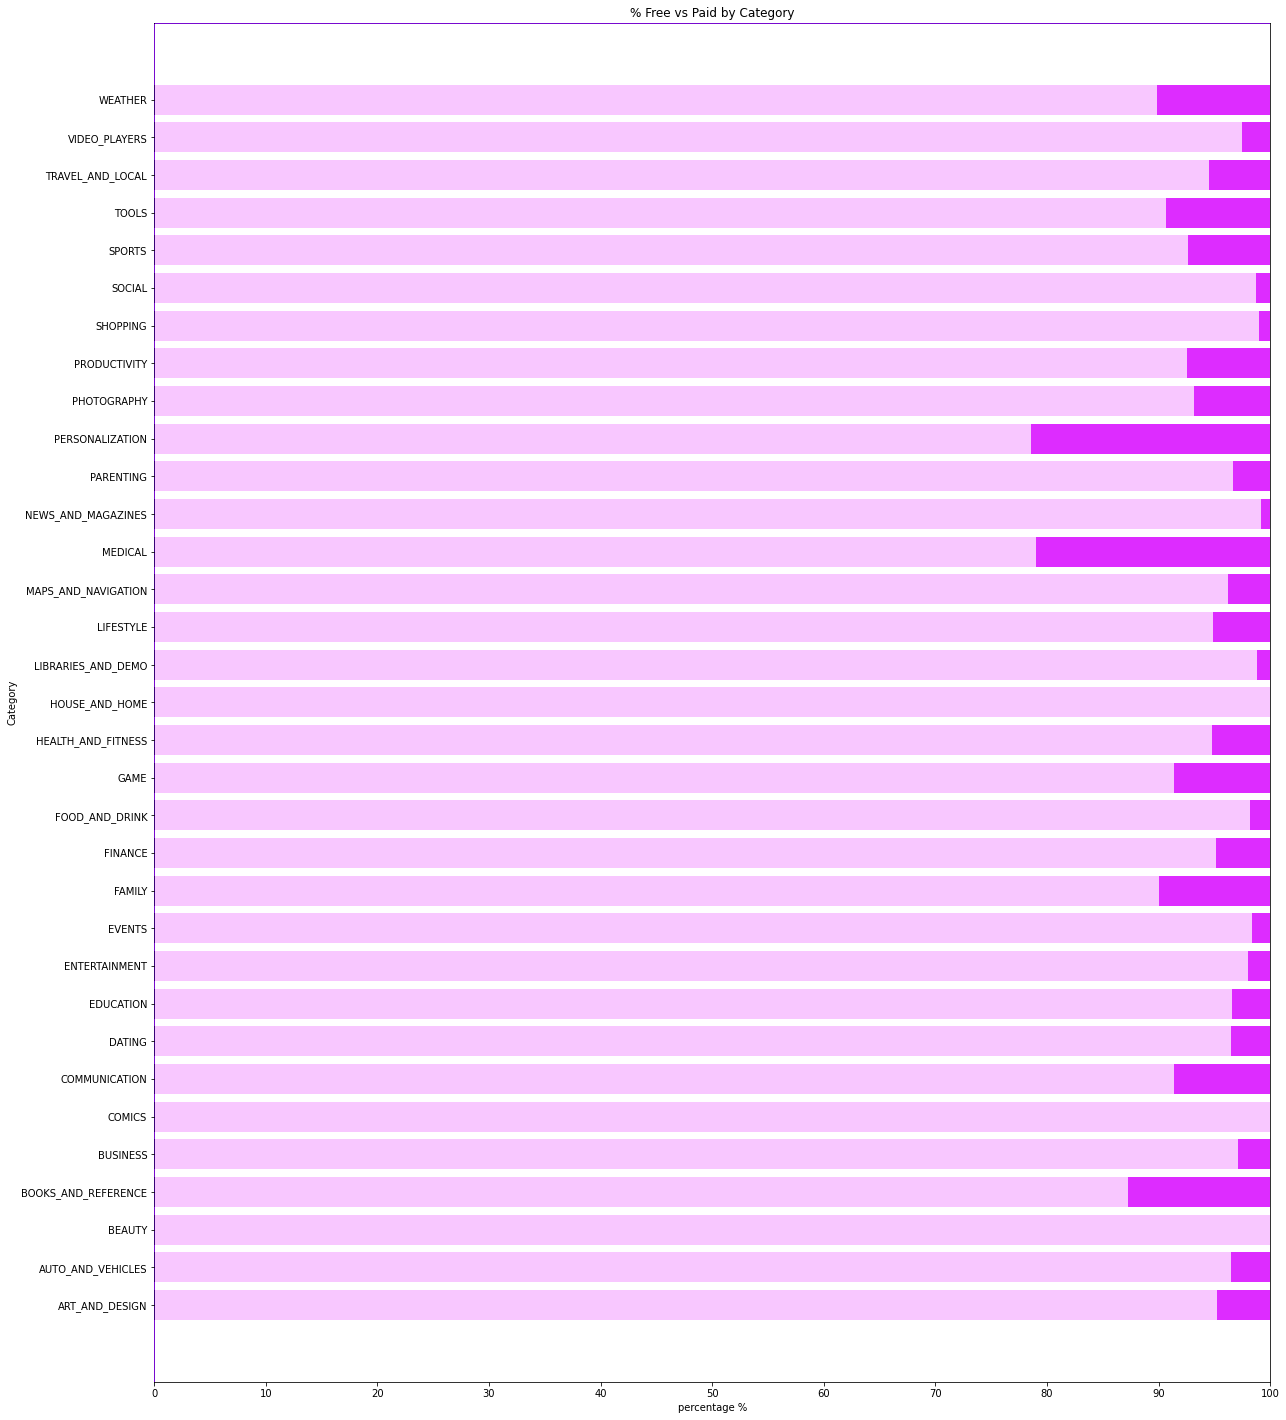 % Free vs Paid by Category
WEATHER
VIDEO_PLAYERS
TRAVEL_AND_LOCAL
TOOLS
SPORTS
SOCIAL
SHOPPING
PRODUCTIVITY
PHOTOGRAPHY
PERSONALIZATION
PARENTING
NEWS_AND_MAGAZINES
MEDICAL
MAPS_AND_NAVIGATION
LIFESTYLE
LIBRARIES_AND_DEMO
HOUSE_AND_HOME
HEALTH_AND_FITNESS
GAME
FOOD_AND_DRINK
FINANCE
FAMILY
EVENTS
ENTERTAINMENT
EDUCATION
DATING
COMMUNICATION
COMICS
BUSINESS
BOOKS_AND_REFERENCE
BEAUTY
AUTO_AND_VEHICLES
ART_AND_DESIGN
Category
0 10 20 30 40 50 60 70 80 90 100
percentage %